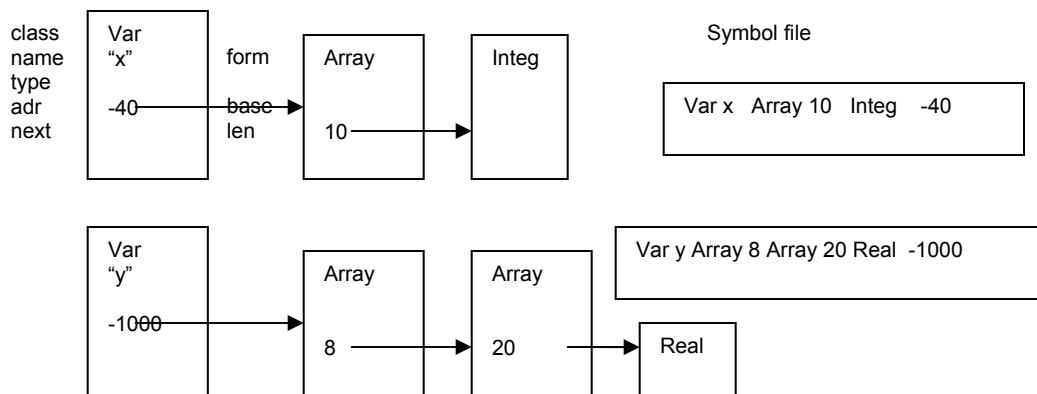 class
name
type
adr
next
Var
“x”
-40
form
base
len
Array
10
Integ
Symbol file
Var x Array 10 Integ -40
Var
“y”
-1000
Array
8
Array
20
Real
Var y Array 8 Array 20 Real -1000